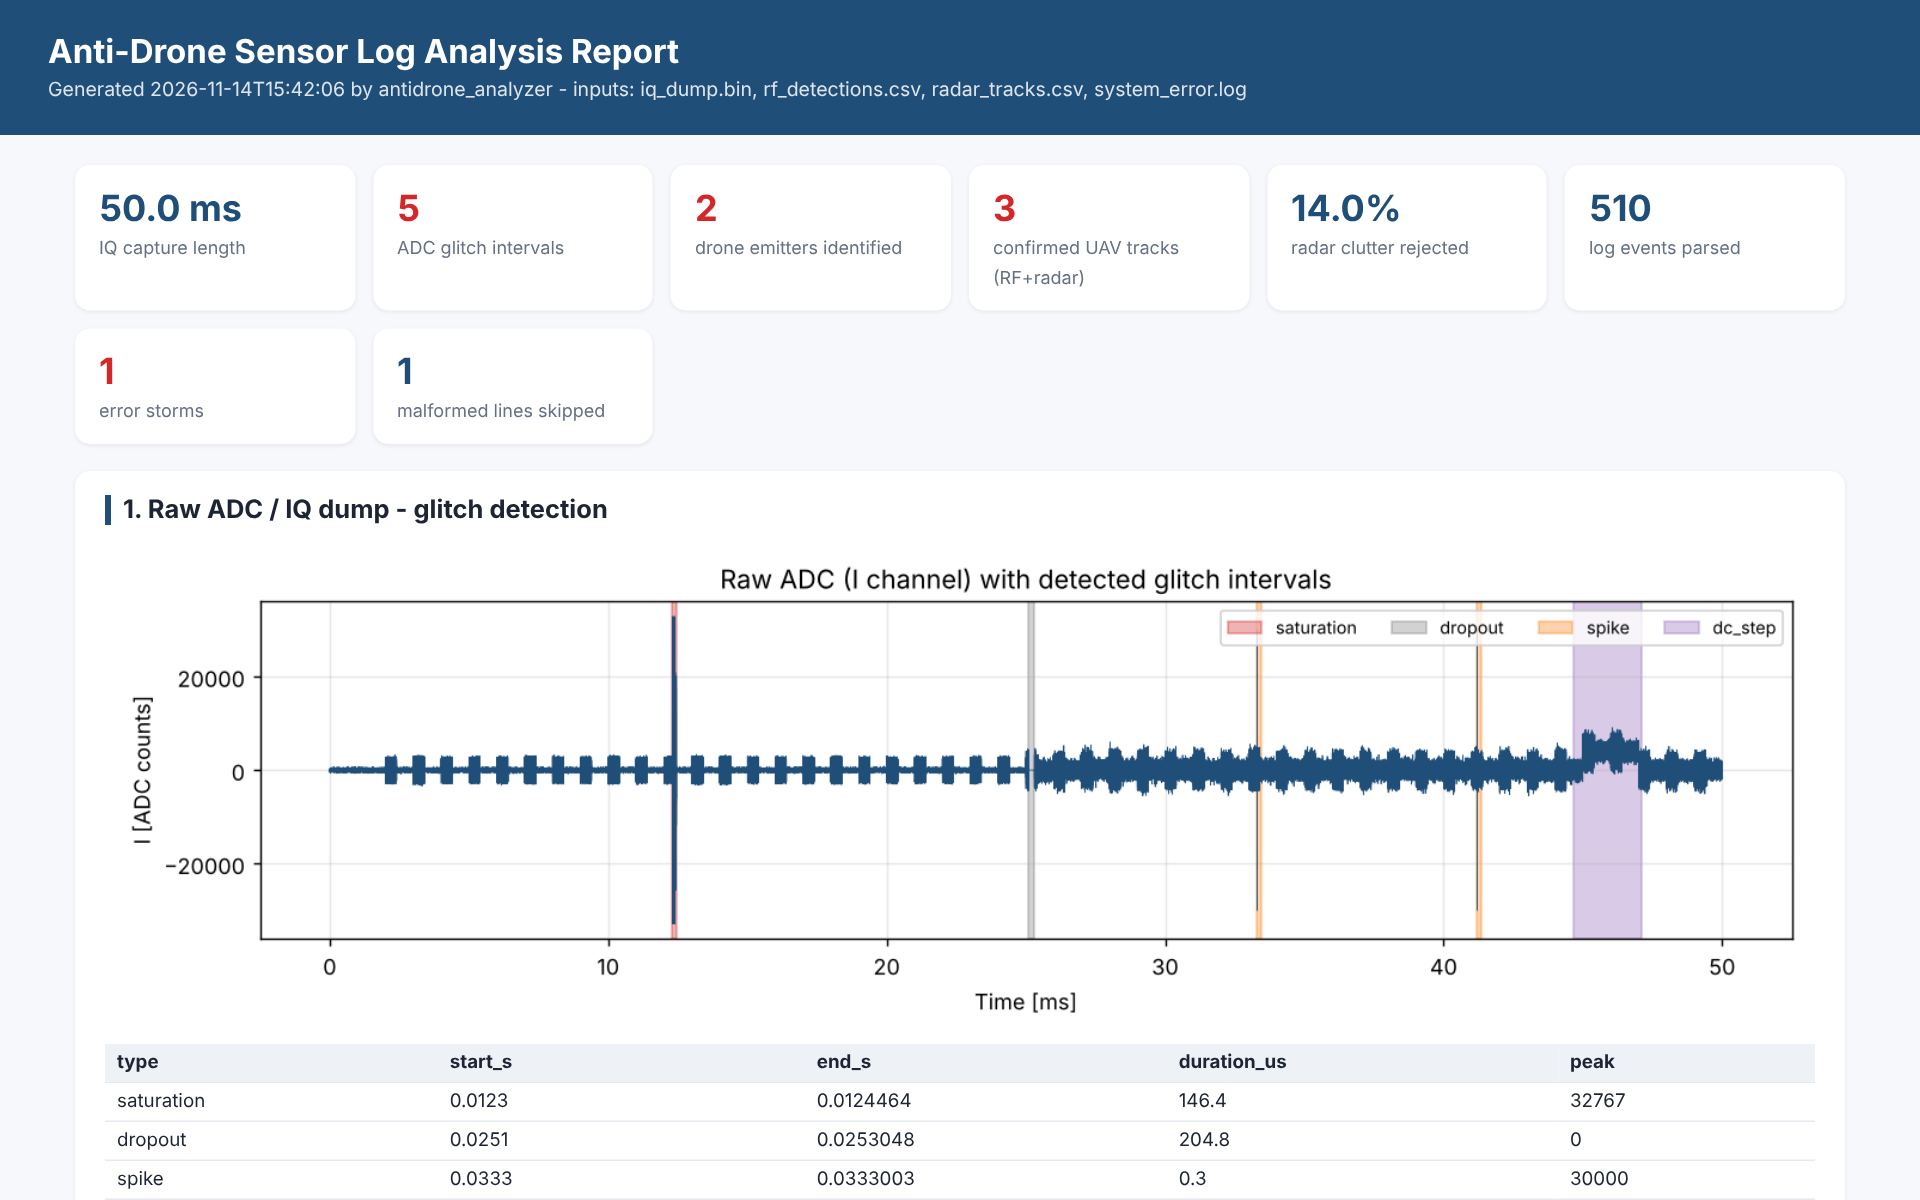 Anti-Drone Sensor Log Analysis Report
Generated 2026-11-14T15:42:06 by antidrone_analyzer - inputs: iq_dump.bin, rf_detections.csv, radar_tracks.csv, system_error.log
50.0 ms
IQ capture length
5
ADC glitch intervals
2
drone emitters identified
3
confirmed UAV tracks
(RF+radar)
14.0%
radar clutter rejected
510
log events parsed
1
error storms
1
malformed lines skipped
1. Raw ADC / IQ dump - glitch detection
Raw ADC (I channel) with detected glitch intervals
saturation dropout spike dc_step
20000
0
−20000
I [ADC counts]
0 10 20 30 40 50
Time [ms]
type start_s end_s duration_us peak
saturation 0.0123 0.0124464 146.4 32767
dropout 0.0251 0.0253048 204.8 0
spike 0.0333 0.0333003 0.3 30000